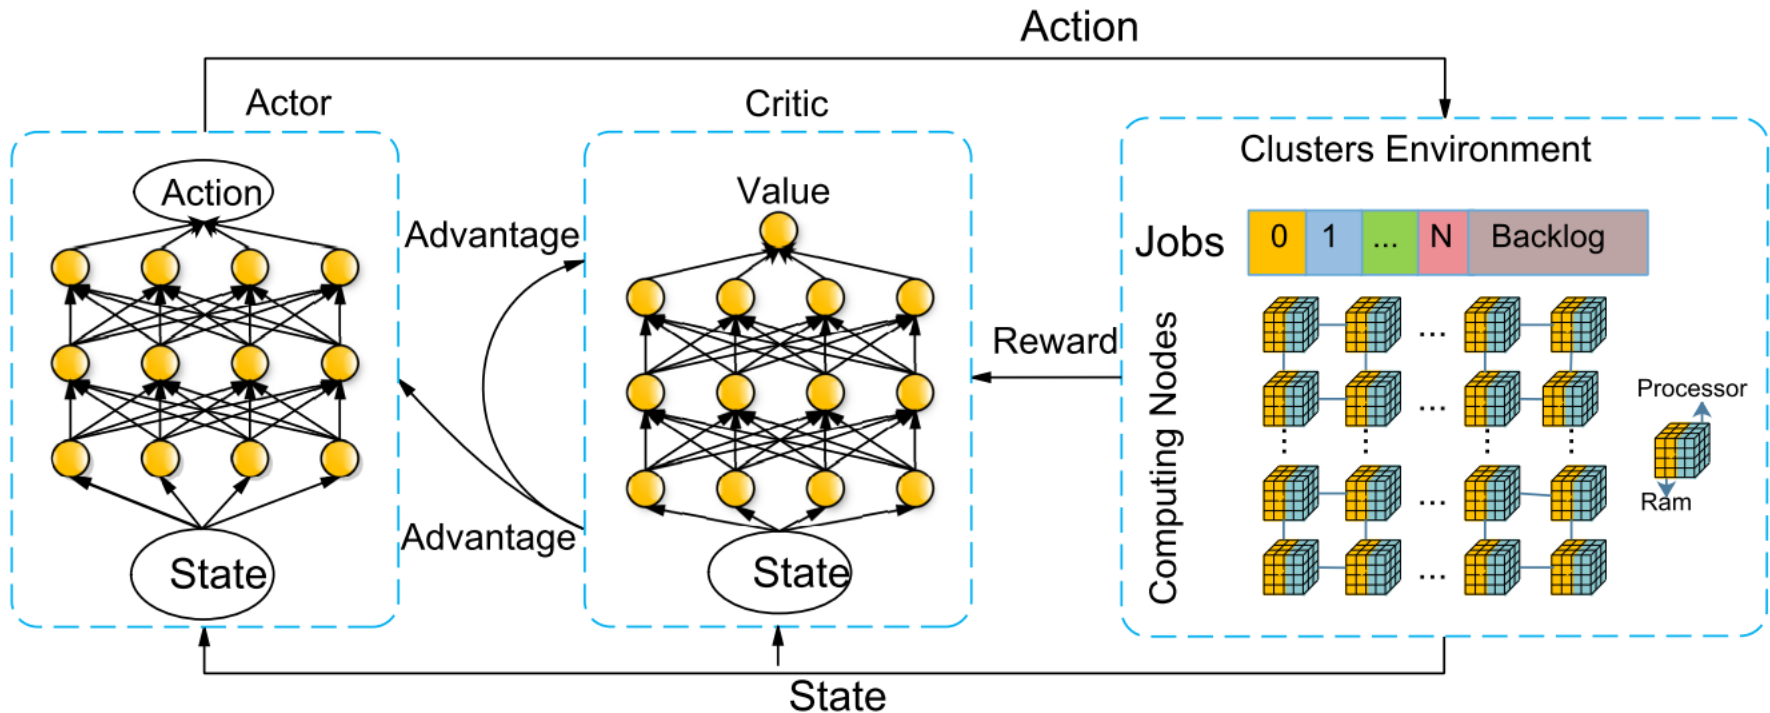 Action
Actor
Critic
Clusters Environment
Action
Value
Advantage
Jobs
0
1
...
N
Backlog
Reward
Computing Nodes
...
...
...
...
Processor
Ram
Advantage
State
State
State